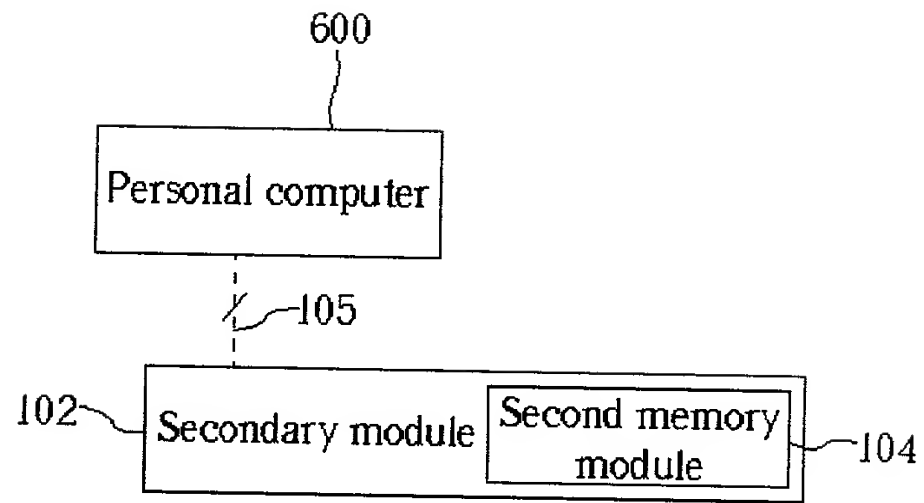 600
Personal computer
105
102
Secondary module
Second memory
module
104